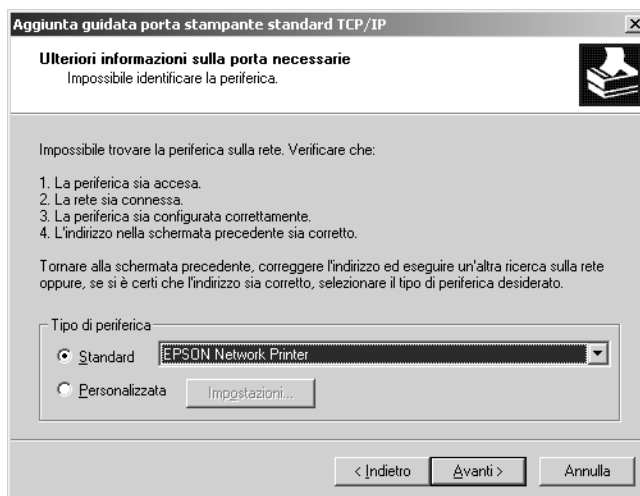 Aggiunta guidata porta stampante standard TCP/IP
Ulteriori informazioni sulla porta necessarie
Impossibile identificare la periferica.
Impossibile trovare la periferica sulla rete. Verificare che:
1. La periferica sia accesa.
2. La rete sia connessa.
3. La periferica sia configurata correttamente.
4. L'indirizzo nella schermata precedente sia corretto.
Tornare alla schermata precedente, correggere l'indirizzo ed eseguire un'altra ricerca sulla rete
oppure, se si è certi che l'indirizzo sia corretto, selezionare il tipo di periferica desiderato.
Tipo di periferica
Standard EPSON Network Printer
Personalizzata Impostazioni...
< Indietro Avanti > Annulla